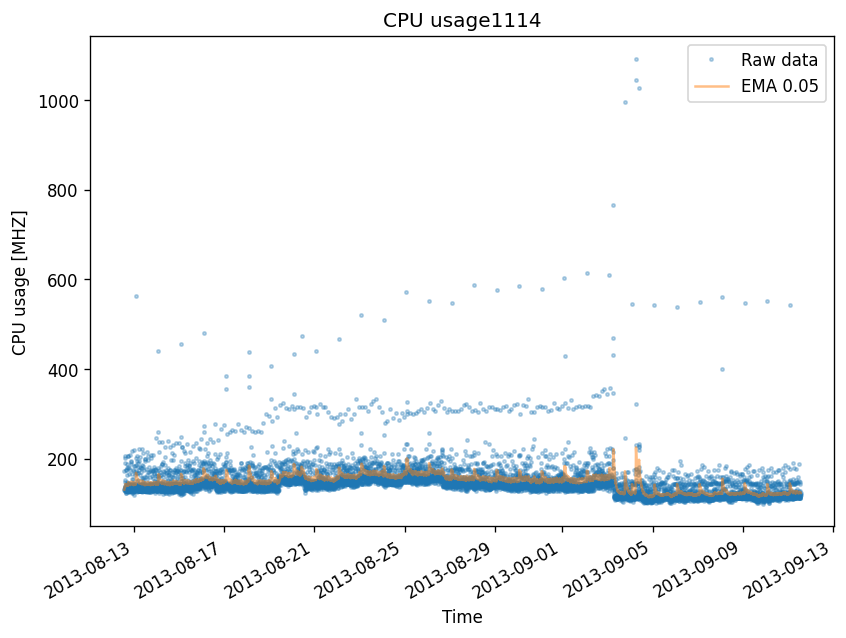 CPU usage1114
Raw data
EMA 0.05
CPU usage [MHZ]
1000
800
600
400
200
2013-08-13
2013-08-17
2013-08-21
2013-08-25
2013-08-29
2013-09-01
2013-09-05
2013-09-09
2013-09-13
Time